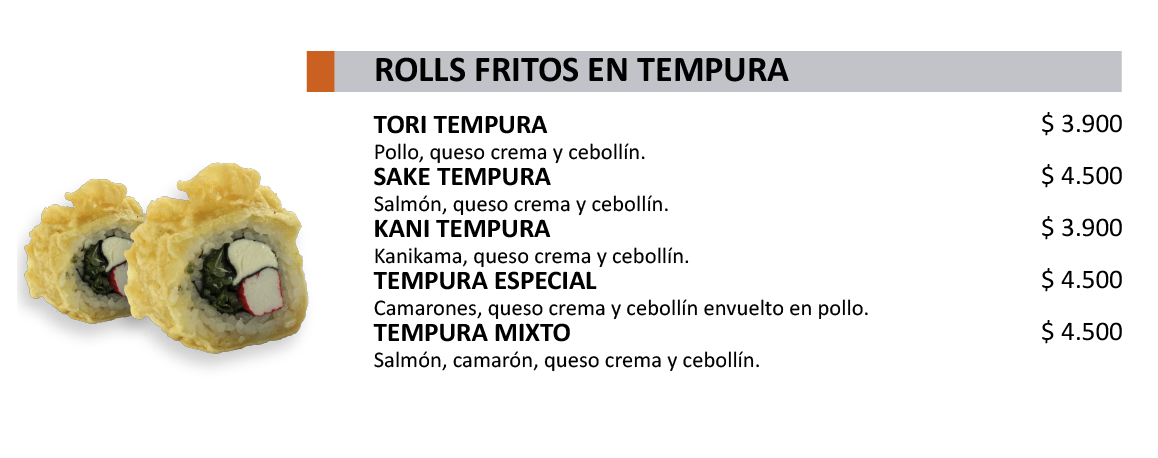 ROLLS FRITOS EN TEMPURA
TORI TEMPURA $ 3.900
Pollo, queso crema y cebollín.
SAKE TEMPURA $ 4.500
Salmón, queso crema y cebollín.
KANI TEMPURA $ 3.900
Kanikama, queso crema y cebollín.
TEMPURA ESPECIAL $ 4.500
Camarones, queso crema y cebollín envuelto en pollo.
TEMPURA MIXTO $ 4.500
Salmón, camarón, queso crema y cebollín.